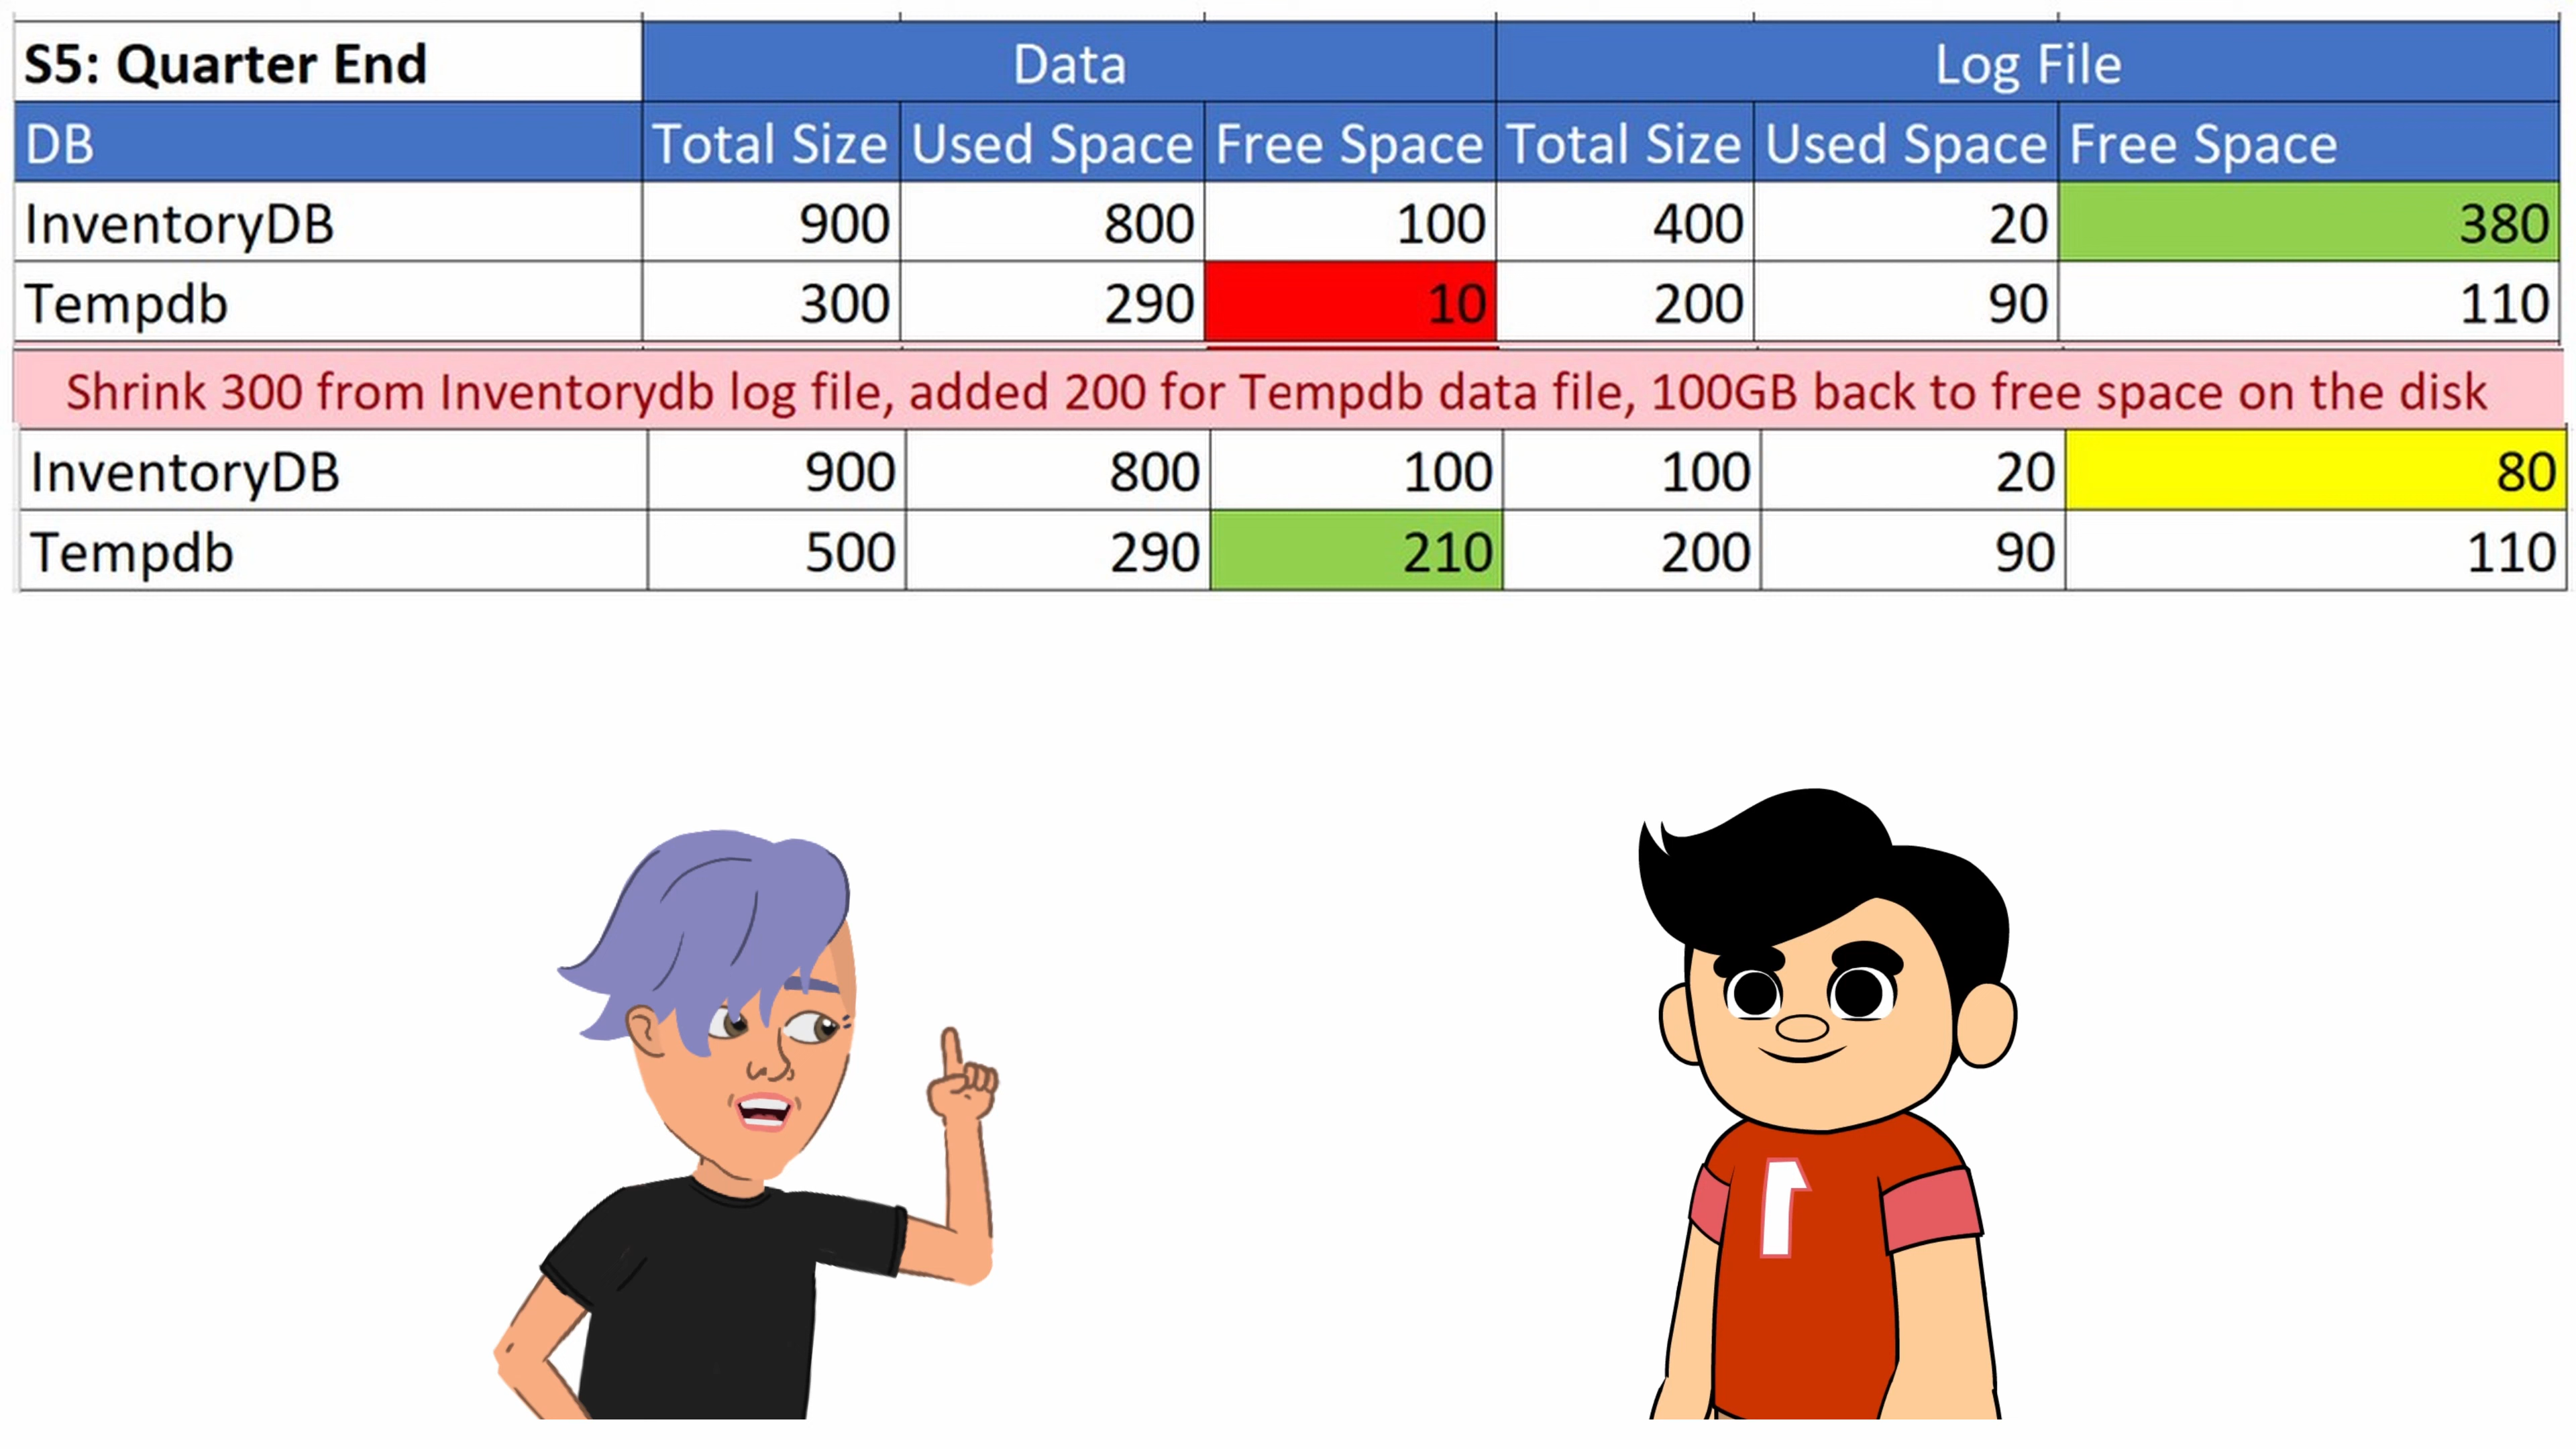 S5: Quarter End Data Log File
DB Total Size Used Space Free Space Total Size Used Space Free Space
InventoryDB 900 800 100 400 20 380
Tempdb 300 290 10 200 90 110
Shrink 300 from Inventorydb log file, added 200 for Tempdb data file, 100GB back to free space on the disk
InventoryDB 900 800 100 100 20 80
Tempdb 500 290 210 200 90 110
1